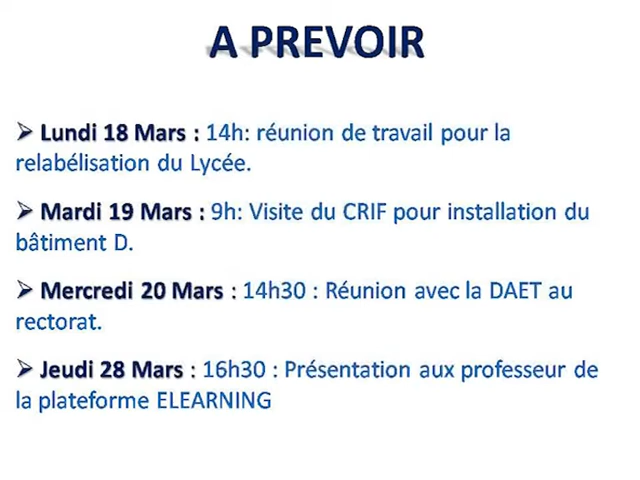 A PREVOIR
➢ Lundi 18 Mars : 14h: réunion de travail pour la
relabélisation du Lycée.
➢ Mardi 19 Mars : 9h: Visite du CRIF pour installation du
bâtiment D.
➢ Mercredi 20 Mars : 14h30 : Réunion avec la DAET au
rectorat.
➢ Jeudi 28 Mars : 16h30 : Présentation aux professeur de
la plateforme ELEARNING